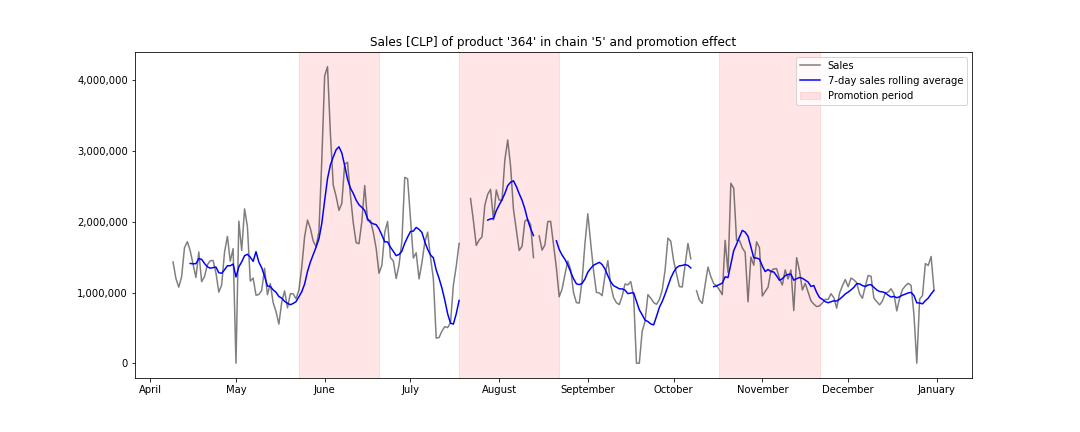 Sales [CLP] of product '364' in chain '5' and promotion effect
Sales
7-day sales rolling average
Promotion period
4,000,000
3,000,000
2,000,000
1,000,000
0
April May June July August September October November December January